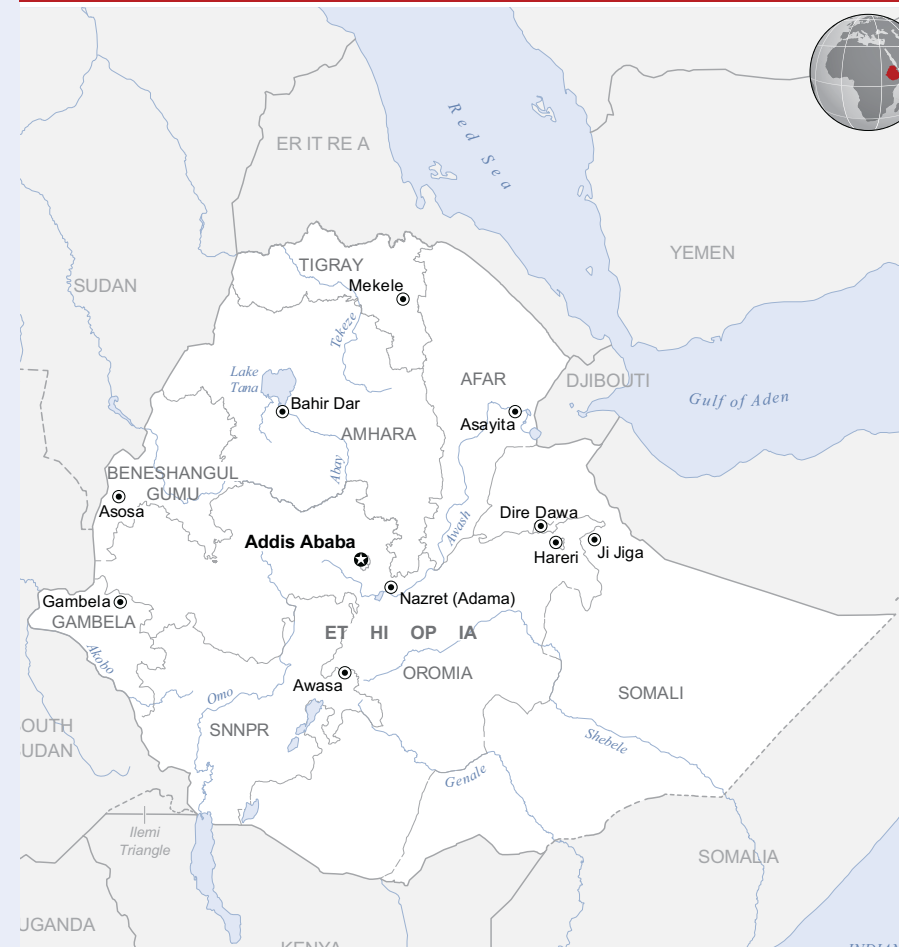 ER IT RE A
Red Sea
YEMEN
SUDAN
TIGRAY
Mekele
Tekeze
Lake
Tana
AFAR
DJIBOUTI
Gulf of Aden
Bahir Dar
Asayita
AMHARA
Abay
BENESHANGUL
GUMU
Asosa
Awash
Dire Dawa
Addis Ababa
Hareri
Ji Jiga
Nazret (Adama)
Gambela
GAMBELA
ET HI OP IA
Akobo
Awasa
OROMIA
Omo
SOMALI
SNNPR
OUTH
UDAN
Shebele
Genale
Ilemi
Triangle
SOMALIA
UGANDA
KENYA
INDIAN